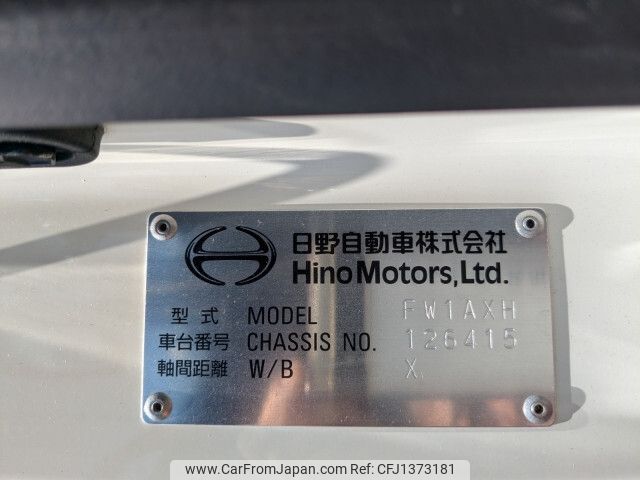 日野自動車株式会社
Hino Motors, Ltd.
型式 MODEL FW1AXH
車台番号 CHASSIS NO. 126415
軸間距離 W/B X
www.CarFromJapan.com CFJ1373181